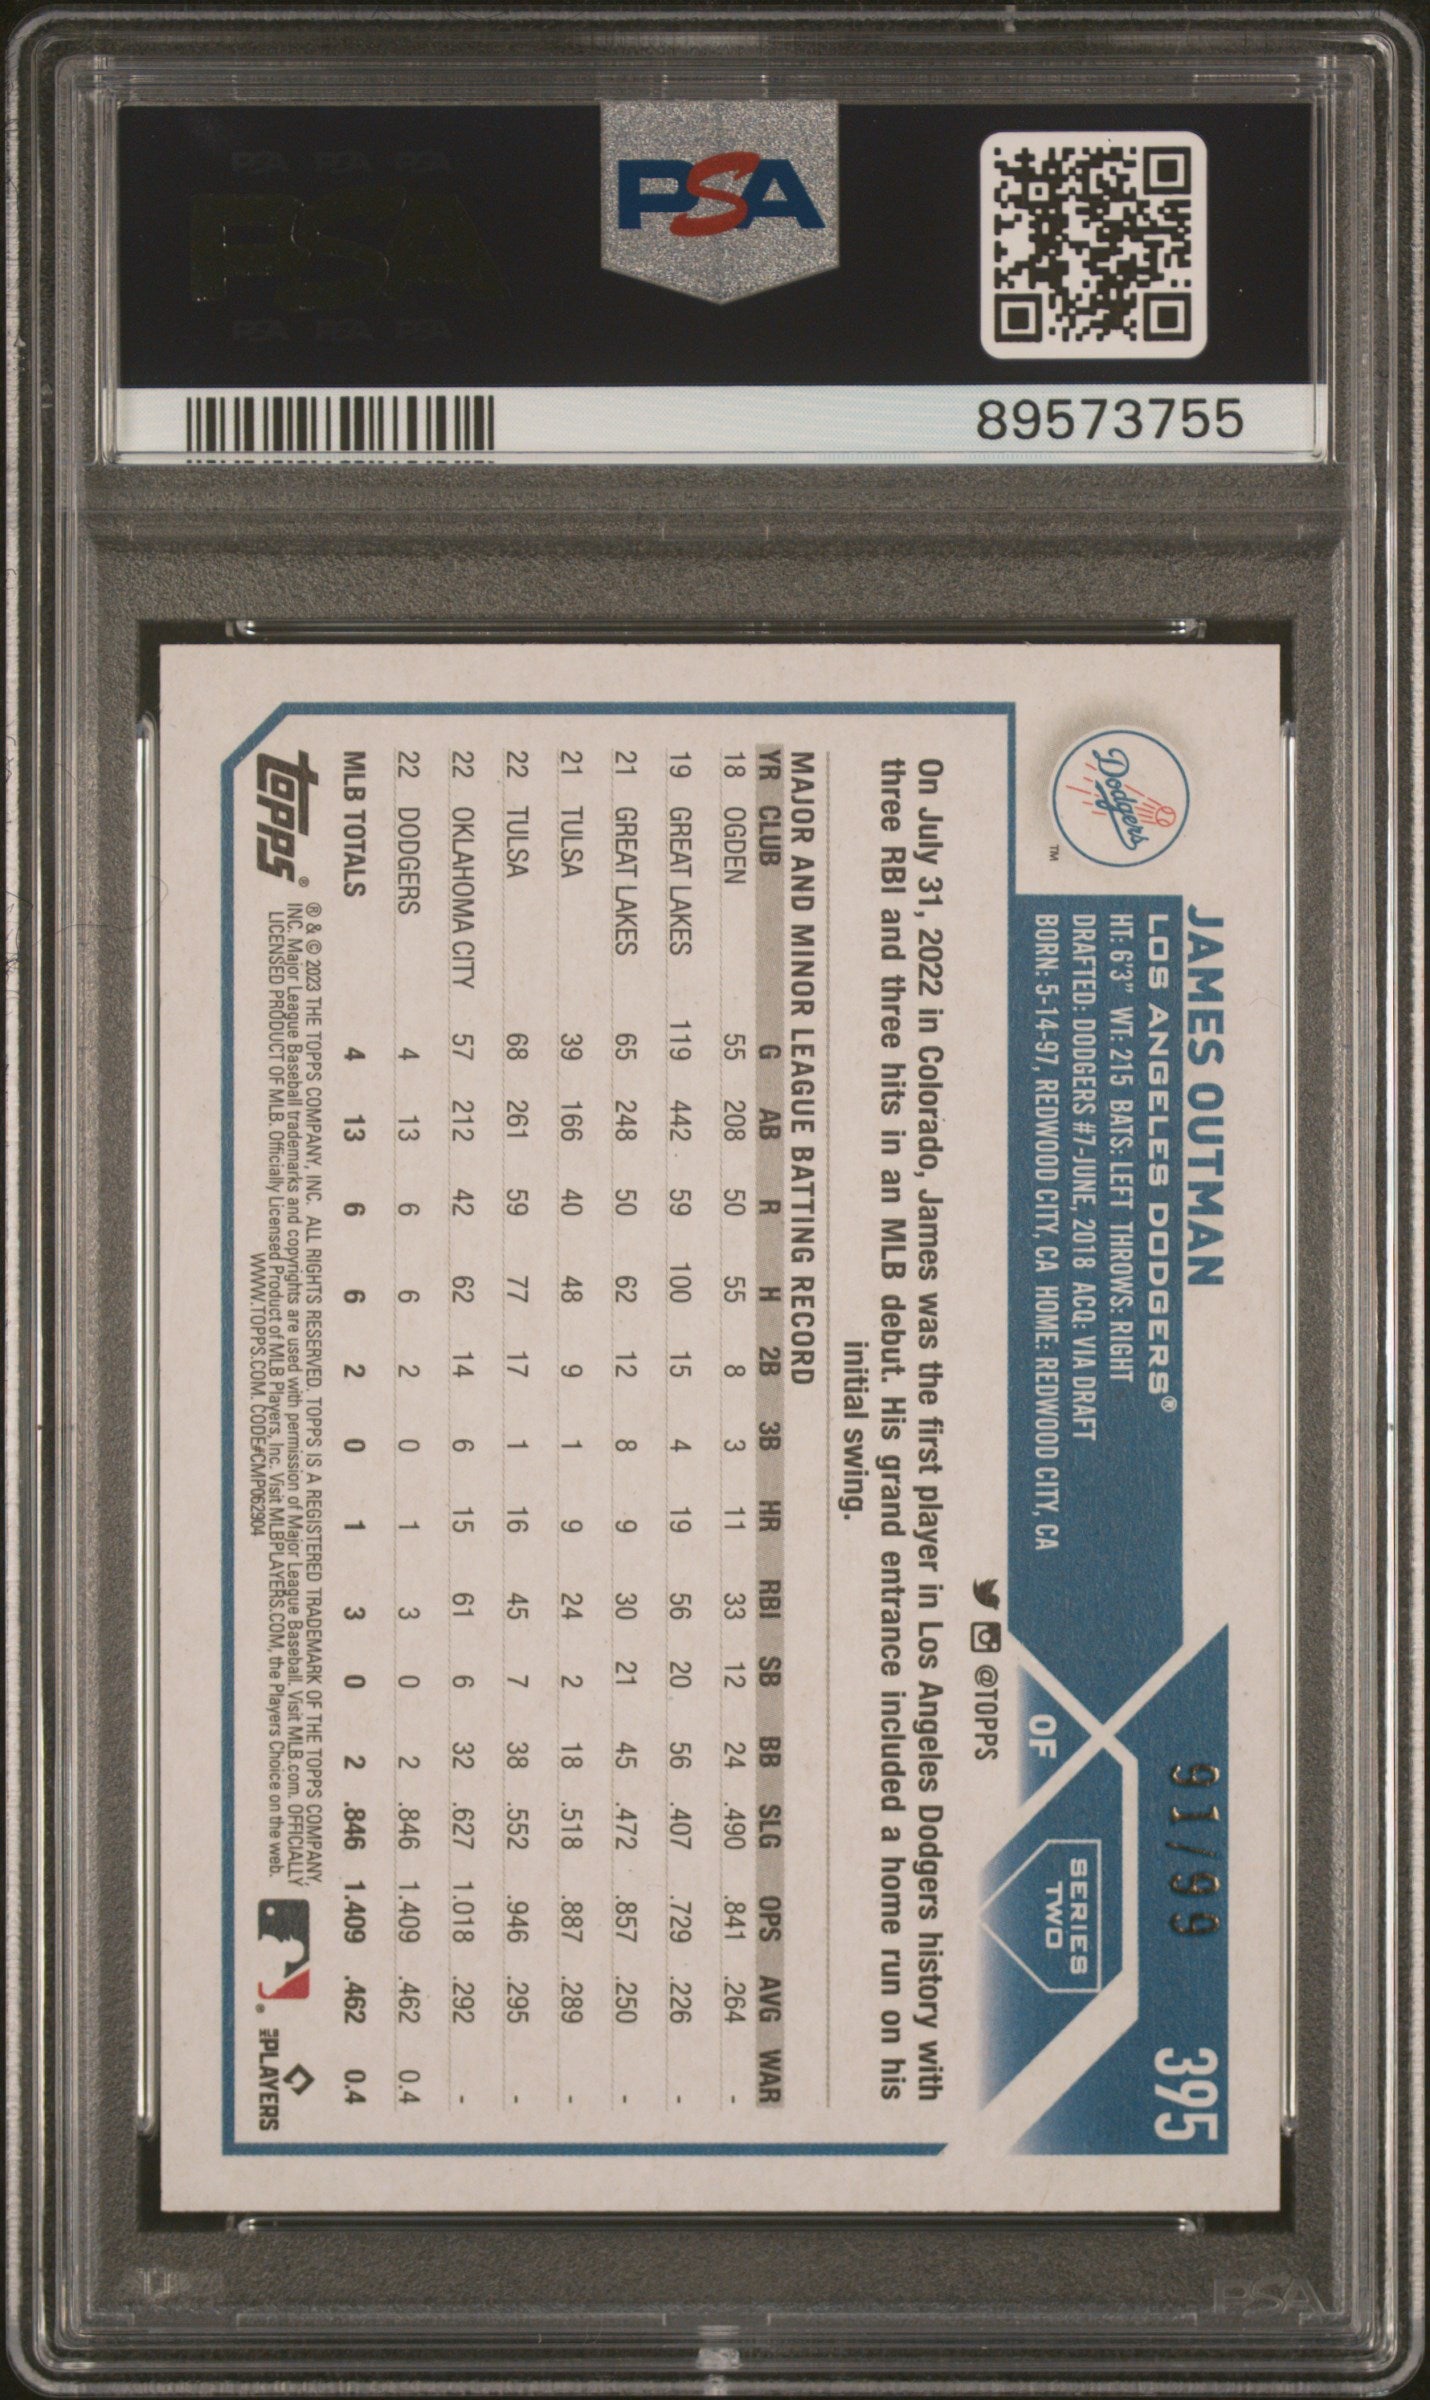 PSA PSA PSA
PSA
PSA PSA PSA
PSA
89573755
91/99
395
JAMES OUTMAN
LOS ANGELES DODGERS®
HT: 6'3" WT: 215 BATS: LEFT THROWS: RIGHT
DRAFTED: DODGERS #7-JUNE, 2018 ACQ: VIA DRAFT
BORN: 5-14-97, REDWOOD CITY, CA HOME: REDWOOD CITY, CA
Dodgers
TM
OF
SERIES
TWO
@TOPPS
On July 31, 2022 in Colorado, James was the first player in Los Angeles Dodgers history with
three RBI and three hits in an MLB debut. His grand entrance included a home run on his
initial swing.
MAJOR AND MINOR LEAGUE BATTING RECORD
YR CLUB G AB R H 2B 3B HR RBI SB BB SLG OPS AVG WAR
18 OGDEN 55 208 50 55 8 3 11 33 12 24 .490 .841 .264 -
19 GREAT LAKES 119 442 59 100 15 4 19 56 20 56 .407 .729 .226 -
21 GREAT LAKES 65 248 50 62 12 8 9 30 21 45 .472 .857 .250 -
21 TULSA 39 166 40 48 9 1 9 24 2 18 .518 .887 .289 -
22 TULSA 68 261 59 77 17 1 16 45 7 38 .552 .946 .295 -
22 OKLAHOMA CITY 57 212 42 62 14 6 15 61 6 32 .627 1.018 .292 -
22 DODGERS 4 13 6 6 2 0 1 3 0 2 .846 1.409 .462 0.4
MLB TOTALS 4 13 6 6 2 0 1 3 0 2 .846 1.409 .462 0.4
topps®
® & © 2023 THE TOPPS COMPANY, INC. ALL RIGHTS RESERVED. TOPPS IS A REGISTERED TRADEMARK OF THE TOPPS COMPANY,
INC. Major League Baseball trademarks and copyrights are used with permission of Major League Baseball. Visit MLB.com. OFFICIALLY
LICENSED PRODUCT OF MLB. Officially Licensed Product of MLB Players, Inc. Visit MLBPLAYERS.COM, the Players Choice on the web.
WWW.TOPPS.COM. CODE#CMP062904
®
MLB PLAYERS
PSA